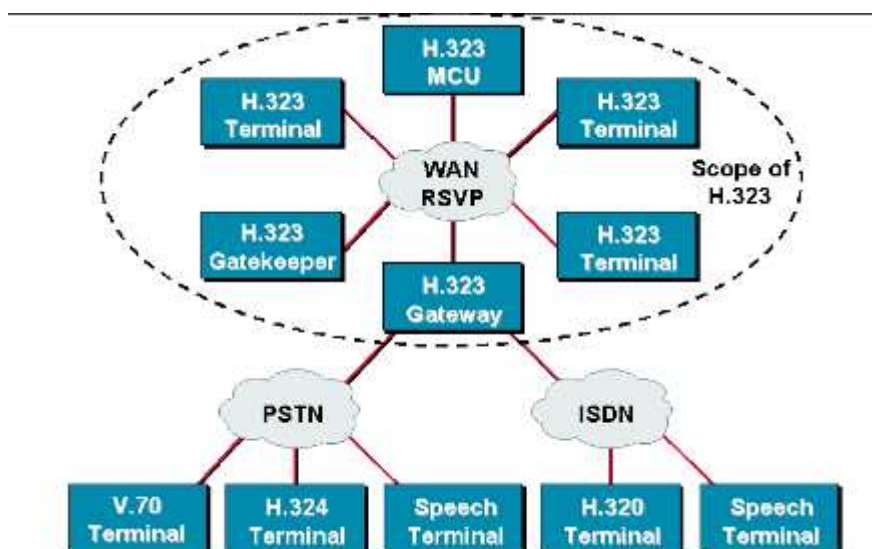 H.323
MCU
H.323
Terminal
H.323
Terminal
WAN
RSVP
Scope of
H.323
H.323
Gatekeeper
H.323
Terminal
H.323
Gateway
PSTN
ISDN
V.70
Terminal
H.324
Terminal
Speech
Terminal
H.320
Terminal
Speech
Terminal